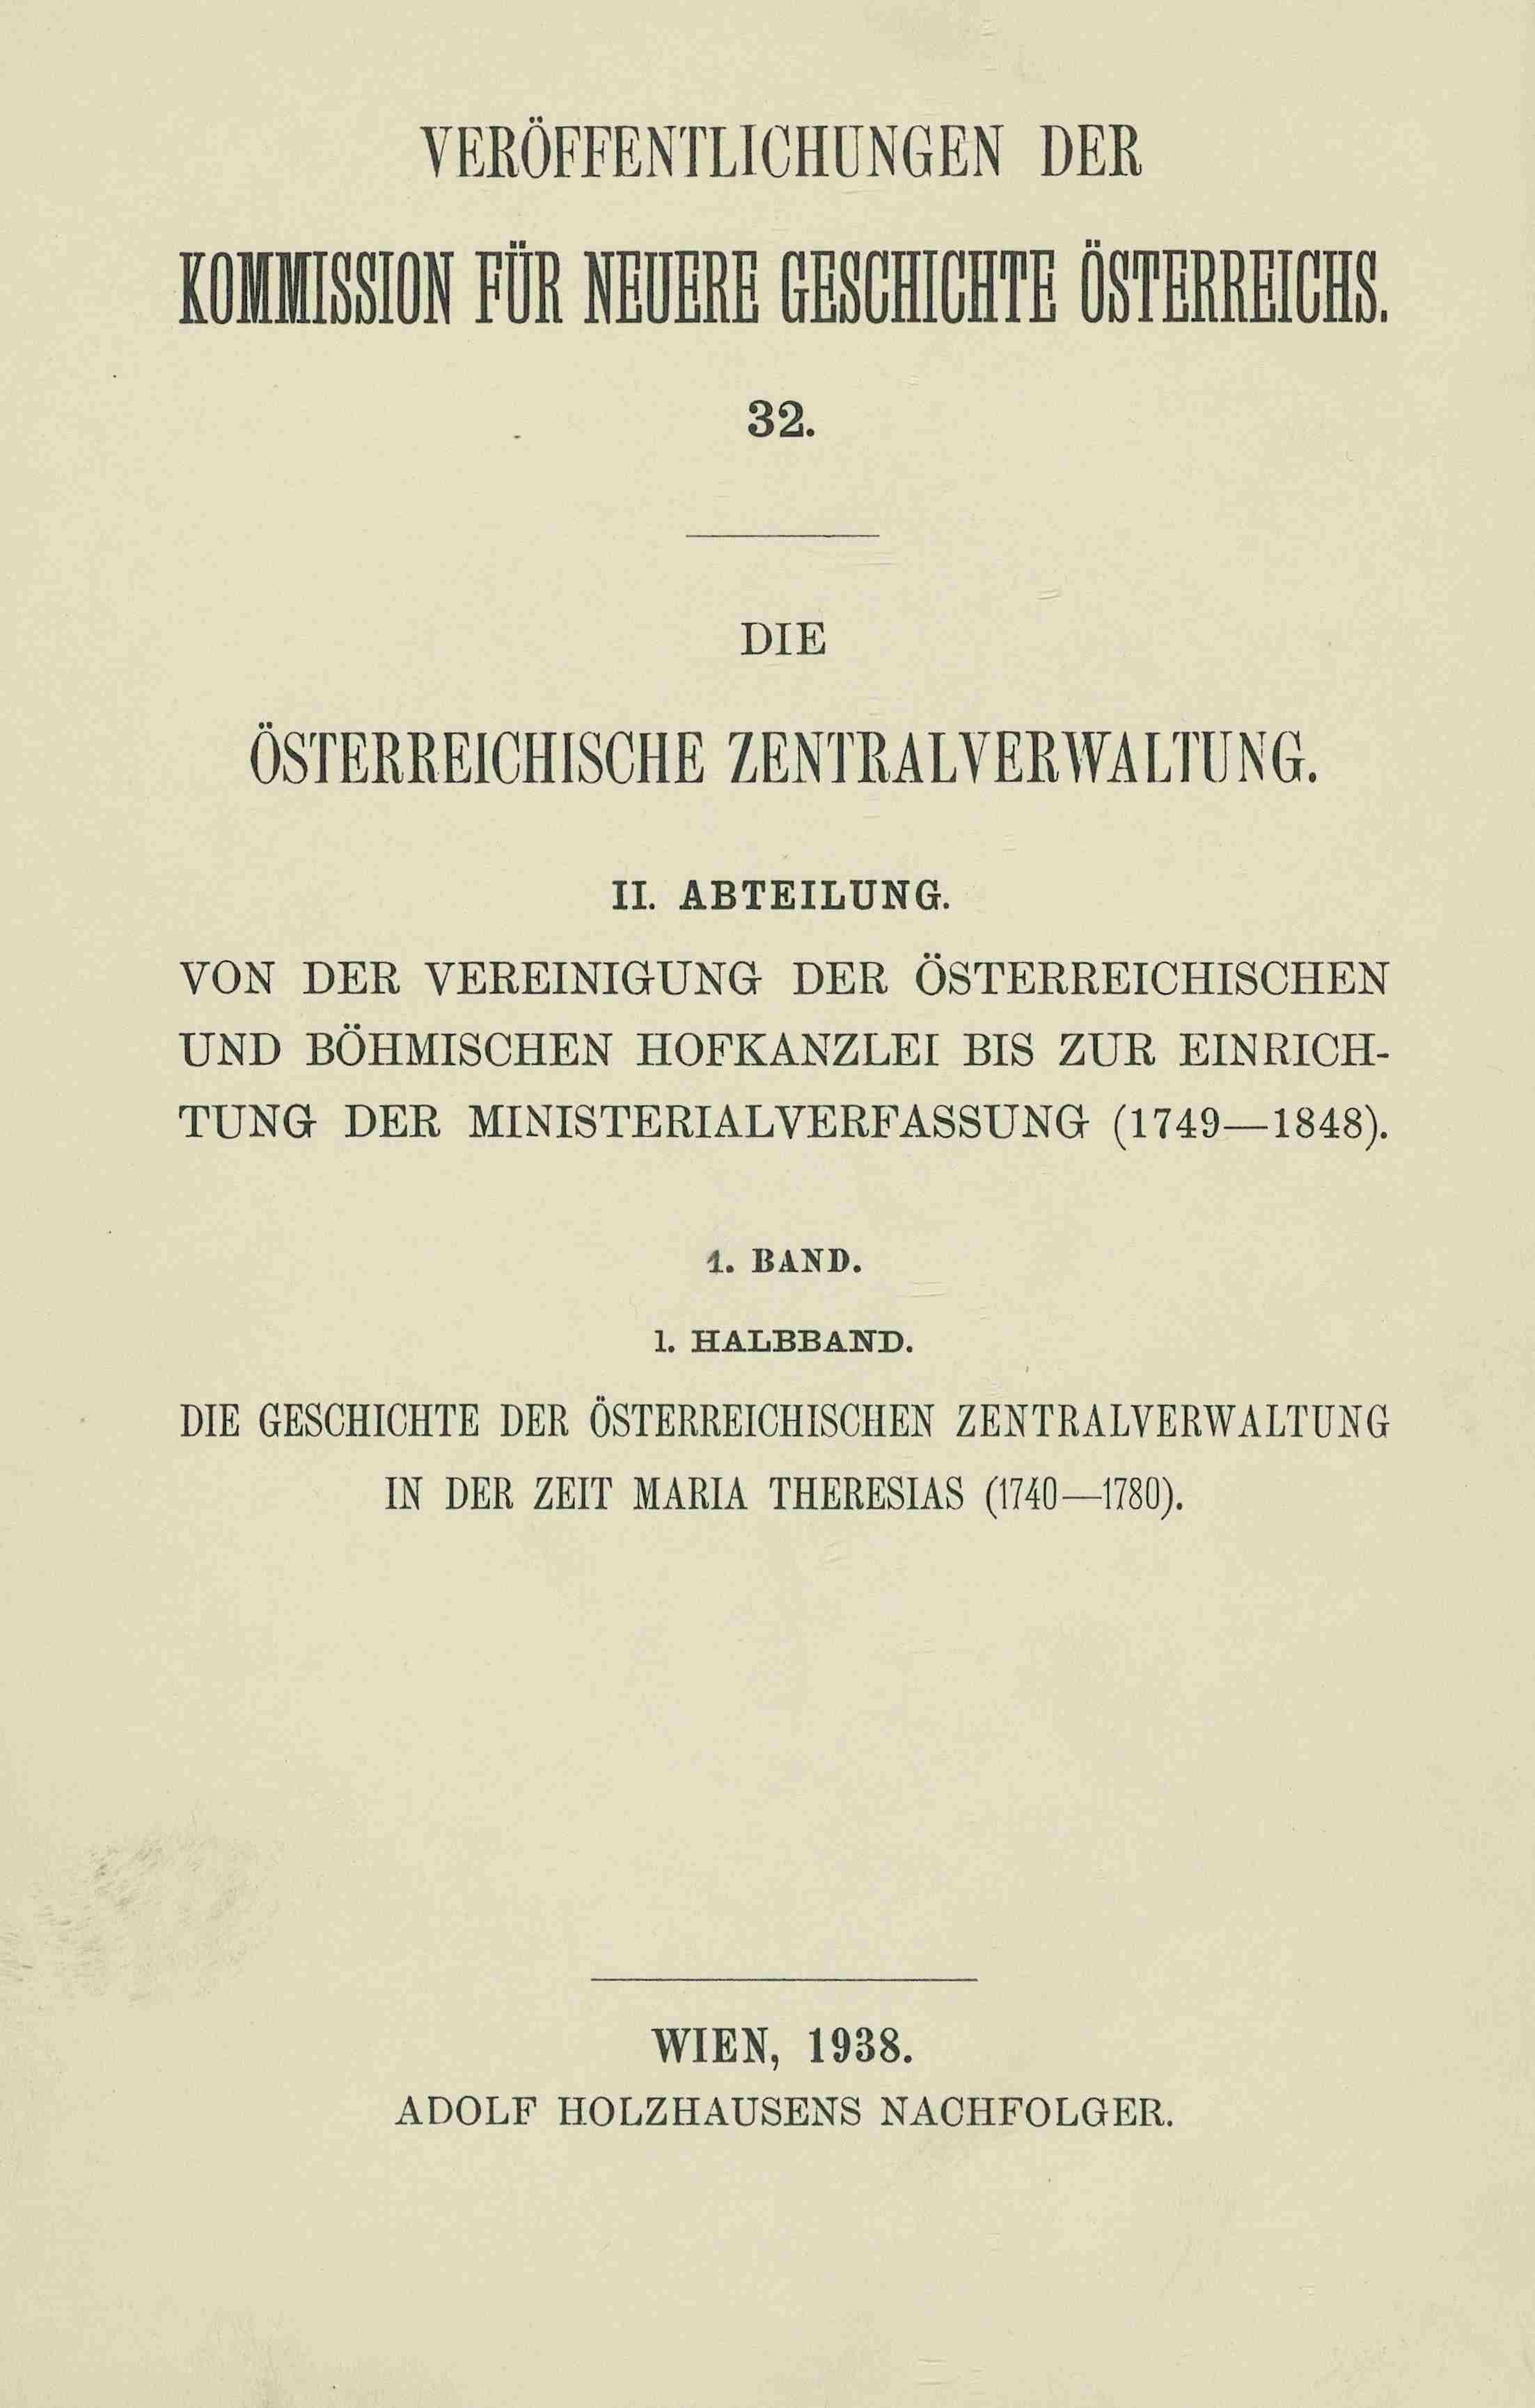 VERÖFFENTLICHUNGEN DER
KOMMISSION FÜR NEUERE GESCHICHTE ÖSTERREICHS.
32.
DIE
ÖSTERREICHISCHE ZENTRALVERWALTUNG.
II. ABTEILUNG.
VON DER VEREINIGUNG DER ÖSTERREICHISCHEN
UND BÖHMISCHEN HOFKANZLEI BIS ZUR EINRICH-
TUNG DER MINISTERIALVERFASSUNG (1749—1848).
1. BAND.
1. HALBBAND.
DIE GESCHICHTE DER ÖSTERREICHISCHEN ZENTRALVERWALTUNG
IN DER ZEIT MARIA THERESIAS (1740—1780).
WIEN, 1938.
ADOLF HOLZHAUSENS NACHFOLGER.